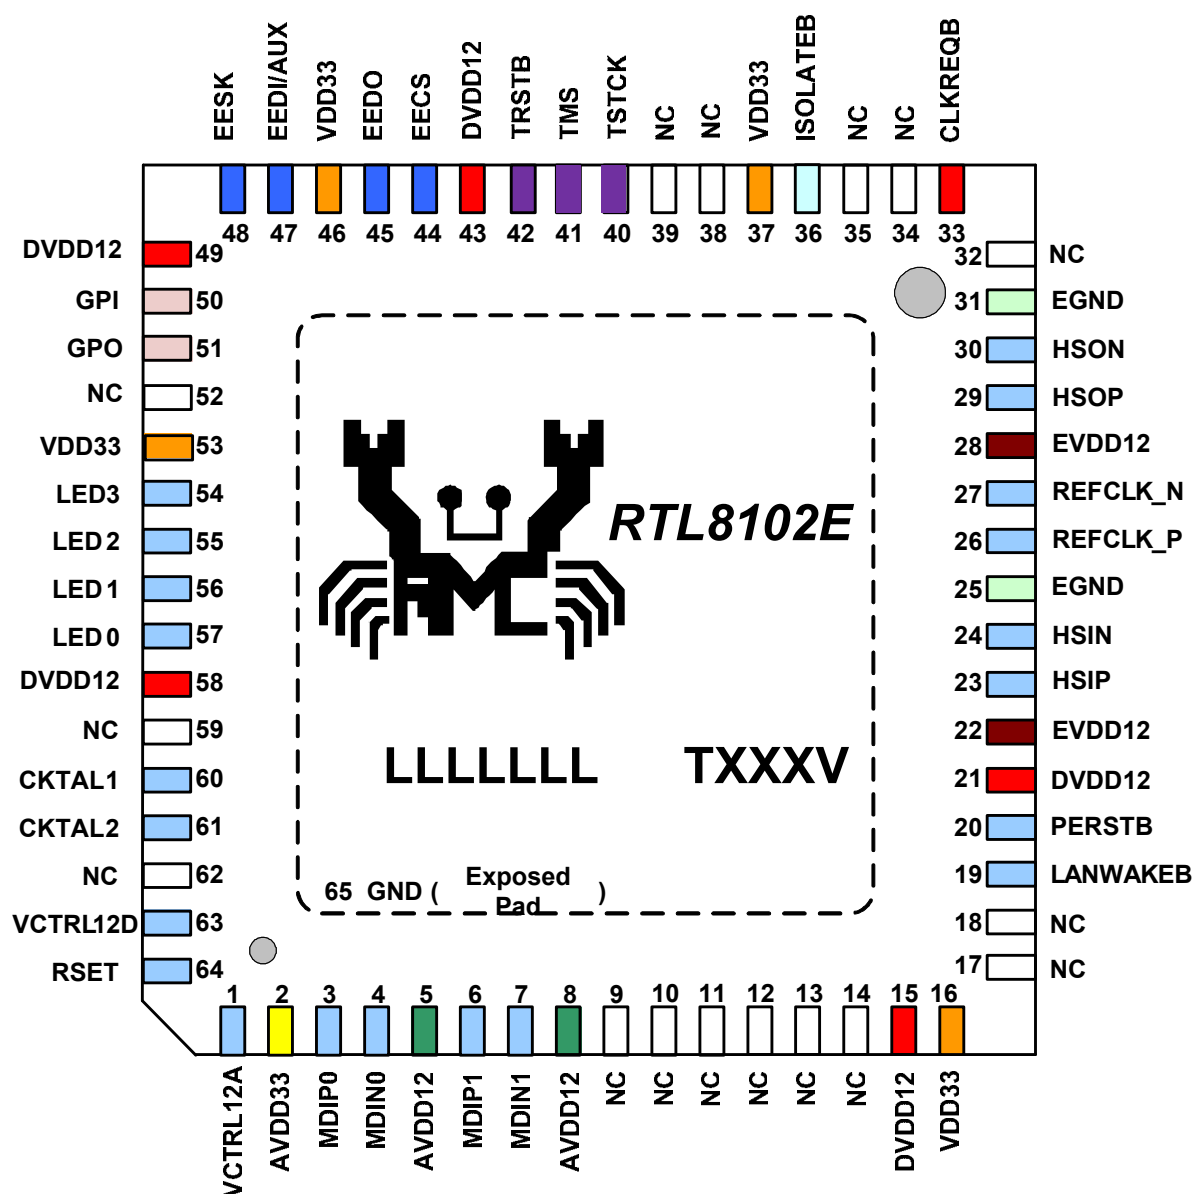 EESK
EEDI/AUX
VDD33
EEDO
EECS
DVDD12
TRSTB
TMS
TSTCK
NC
NC
VDD33
ISOLATEB
NC
NC
CLKREQB
48 47 46 45 44 43 42 41 40 39 38 37 36 35 34 33
DVDD12 49
GPI 50
GPO 51
NC 52
VDD33 53
LED3 54
LED2 55
LED1 56
LED0 57
DVDD12 58
NC 59
CKTAL1 60
CKTAL2 61
NC 62
VCTRL12D 63
RSET 64
32 NC
31 EGND
30 HSON
29 HSOP
28 EVDD12
27 REFCLK_N
26 REFCLK_P
25 EGND
24 HSIN
23 HSIP
22 EVDD12
21 DVDD12
20 PERSTB
19 LANWAKEB
18 NC
17 NC
RTL8102E
LLLLLLL TXXXV
65 GND ( Exposed Pad )
1 2 3 4 5 6 7 8 9 10 11 12 13 14 15 16
VCTRL12A
AVDD33
MDIP0
MDIN0
AVDD12
MDIP1
MDIN1
AVDD12
NC
NC
NC
NC
NC
NC
DVDD12
VDD33